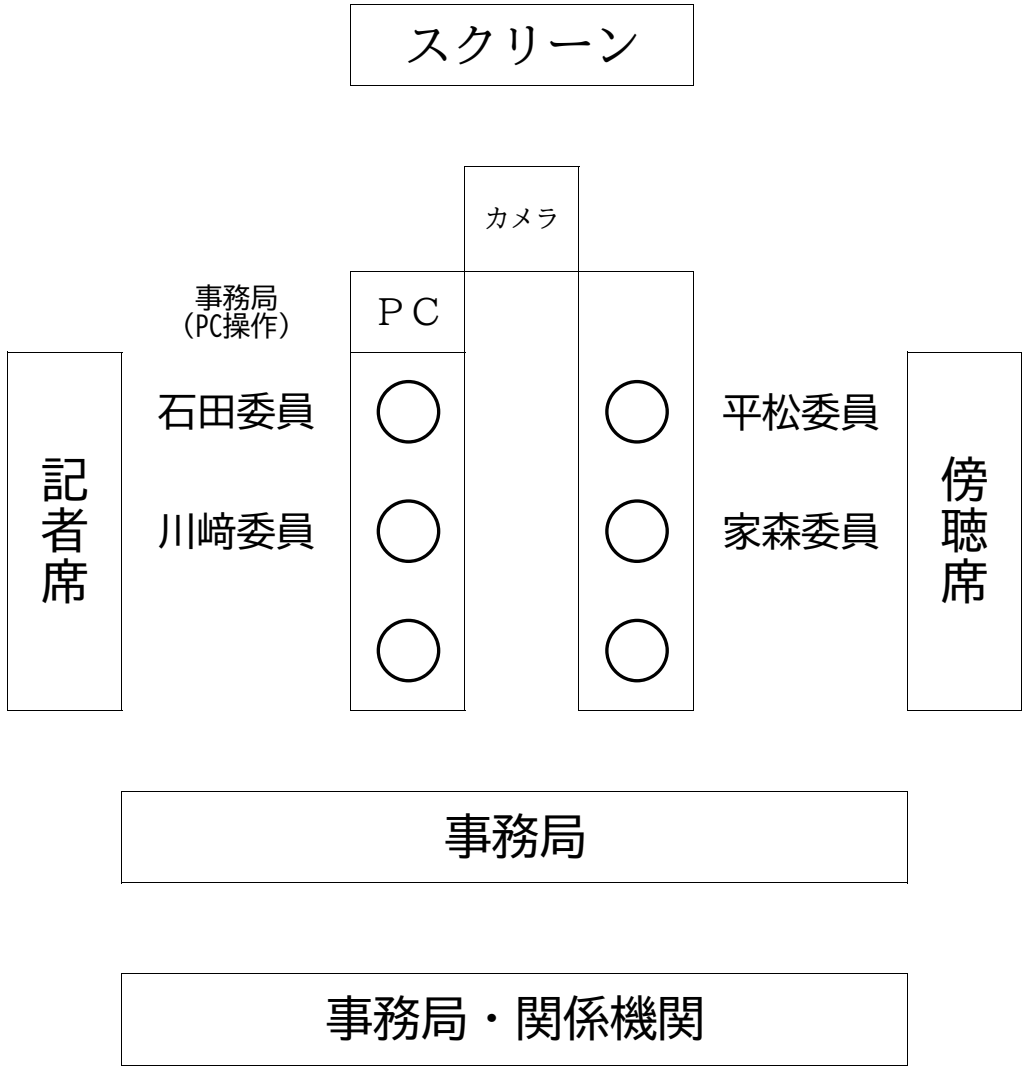 スクリーン
カメラ
事務局
（PC操作）
ＰＣ
石田委員
平松委員
川﨑委員
家森委員
記者席
傍聴席
事務局
事務局・関係機関